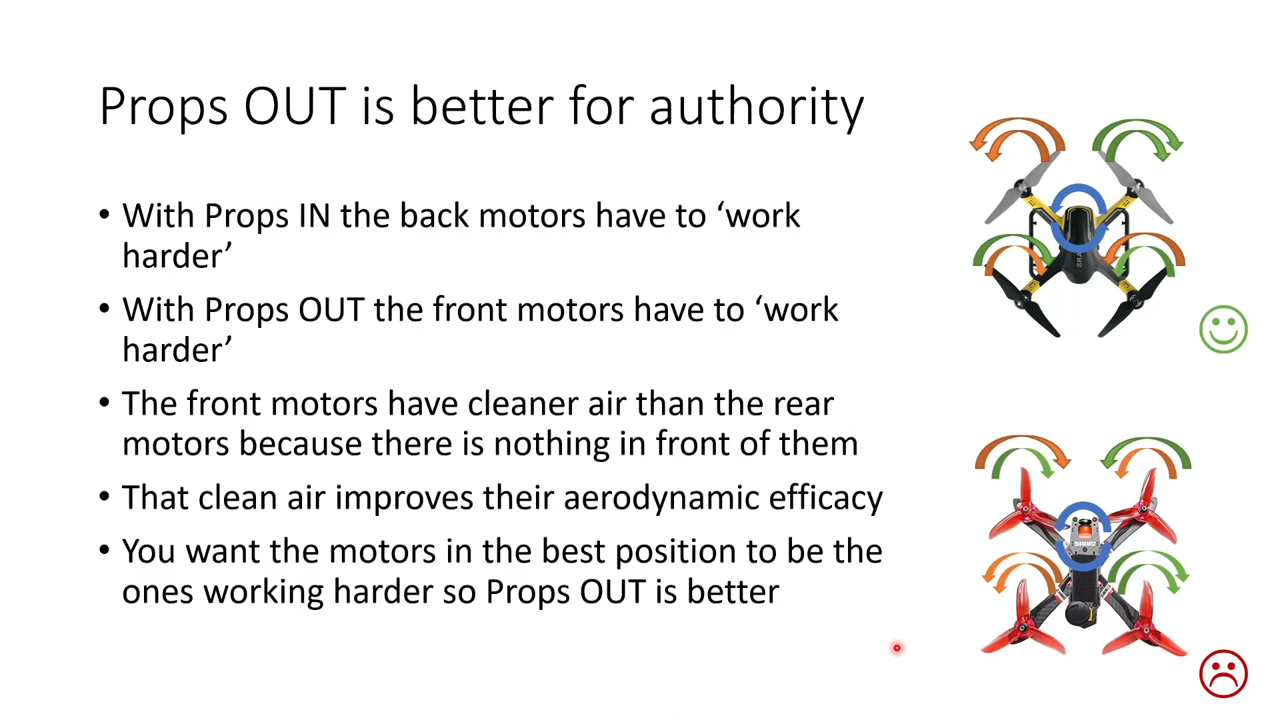 Props OUT is better for authority
• With Props IN the back motors have to ‘work
harder’
• With Props OUT the front motors have to ‘work
harder’
• The front motors have cleaner air than the rear
motors because there is nothing in front of them
• That clean air improves their aerodynamic efficacy
• You want the motors in the best position to be the
ones working harder so Props OUT is better